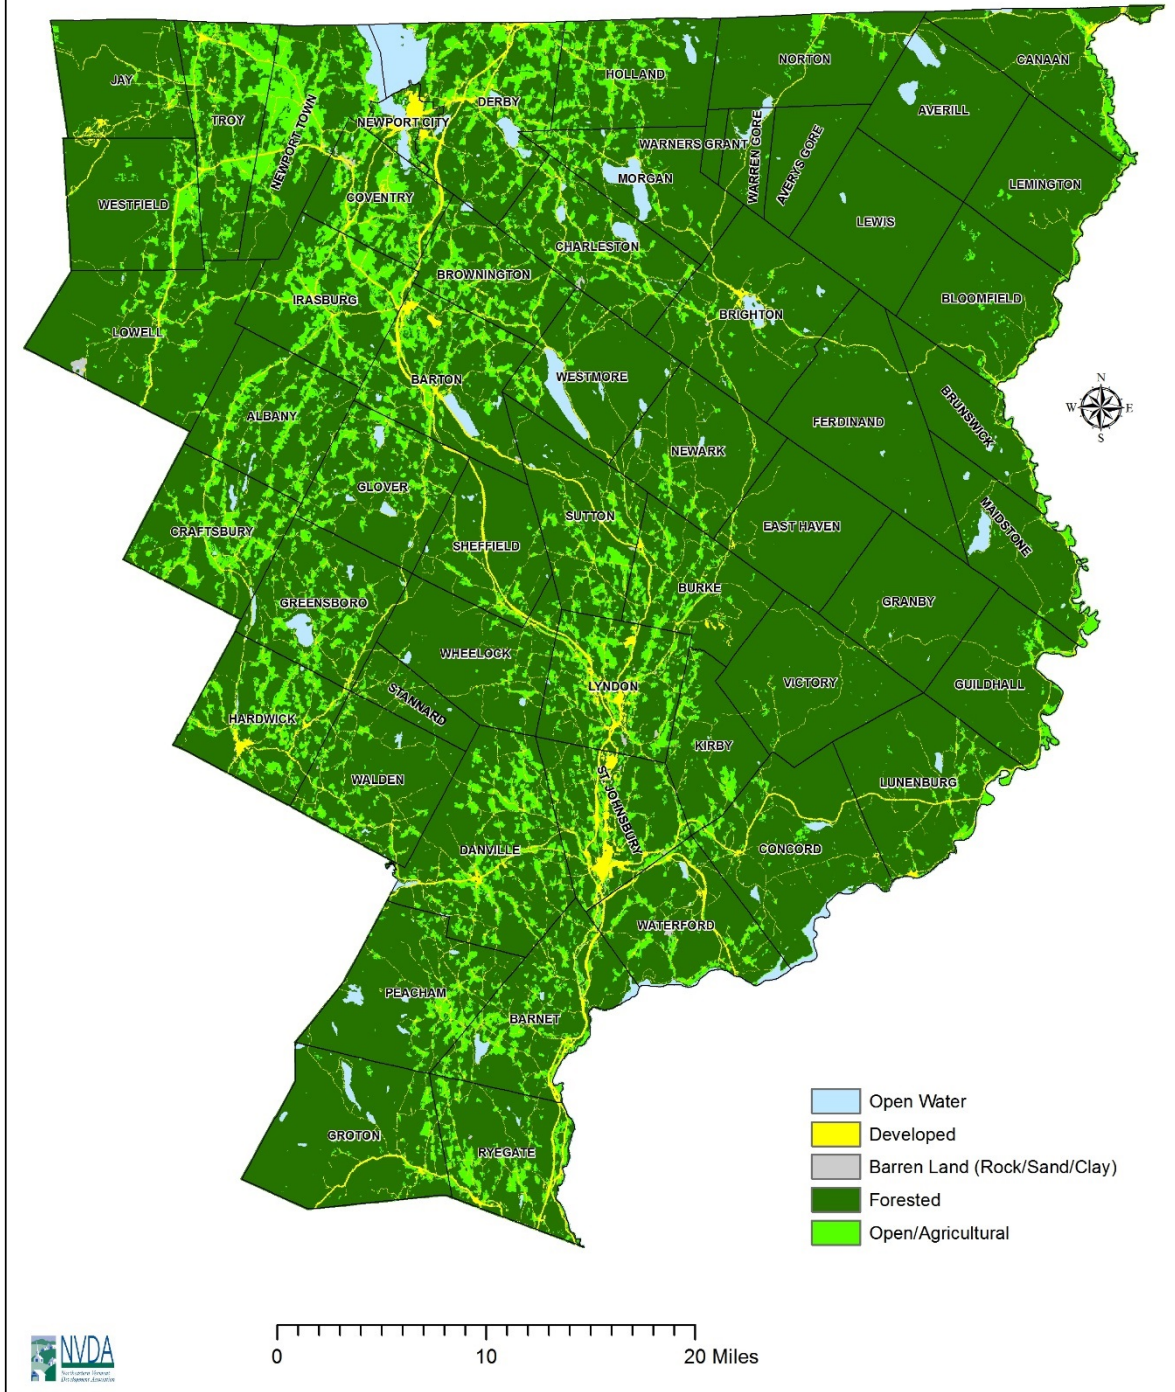 JAY
TROY
NEWPORT TOWN
NEWPORT CITY
DERBY
HOLLAND
NORTON
CANAAN
AVERILL
WARNERS GRANT
WARREN GORE
AVERYS GORE
MORGAN
LEMINGTON
WESTFIELD
COVENTRY
LEWIS
CHARLESTON
BROWNINGTON
BLOOMFIELD
IRASBURG
BRIGHTON
LOWELL
WESTMORE
BARTON
BRUNSWICK
ALBANY
FERDINAND
NEWARK
GLOVER
SUTTON
EAST HAVEN
MAIDSTONE
CRAFTSBURY
SHEFFIELD
BURKE
GREENSBORO
GRANBY
WHEELOCK
LYNDON
VICTORY
GUILDHALL
STANNARD
HARDWICK
KIRBY
WALDEN
LUNENBURG
ST. JOHNSBURY
DANVILLE
CONCORD
WATERFORD
PEACHAM
BARNET
GROTON
RYEGATE
N
W E
S
Open Water
Developed
Barren Land (Rock/Sand/Clay)
Forested
Open/Agricultural
NVDA
Northeastern Vermont
Development Association
0 10 20 Miles